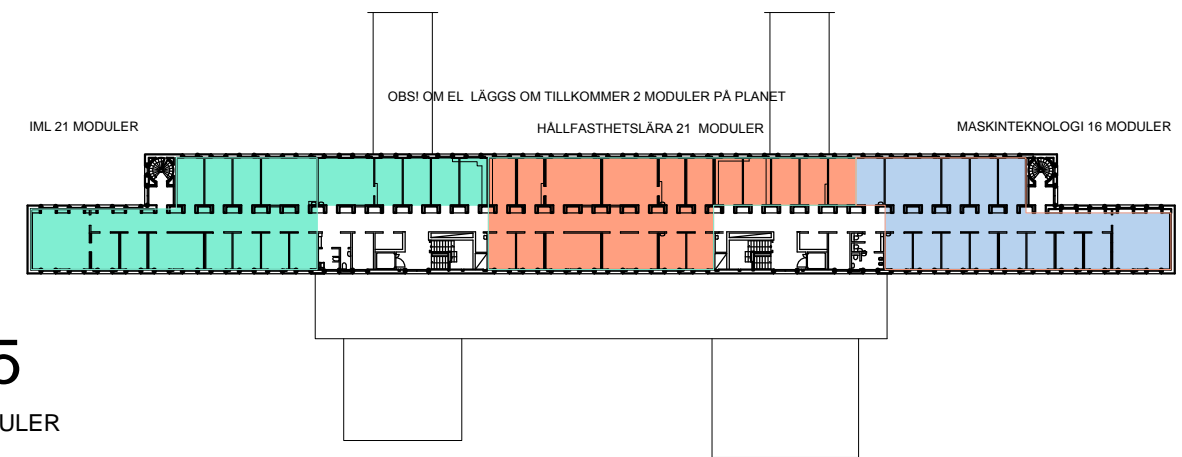 OBS! OM EL LÄGGS OM TILLKOMMER 2 MODULER PÅ PLANET
IML 21 MODULER
HÅLLFASTHETSLÄRA 21 MODULER
MASKINTEKNOLOGI 16 MODULER
5
ULER